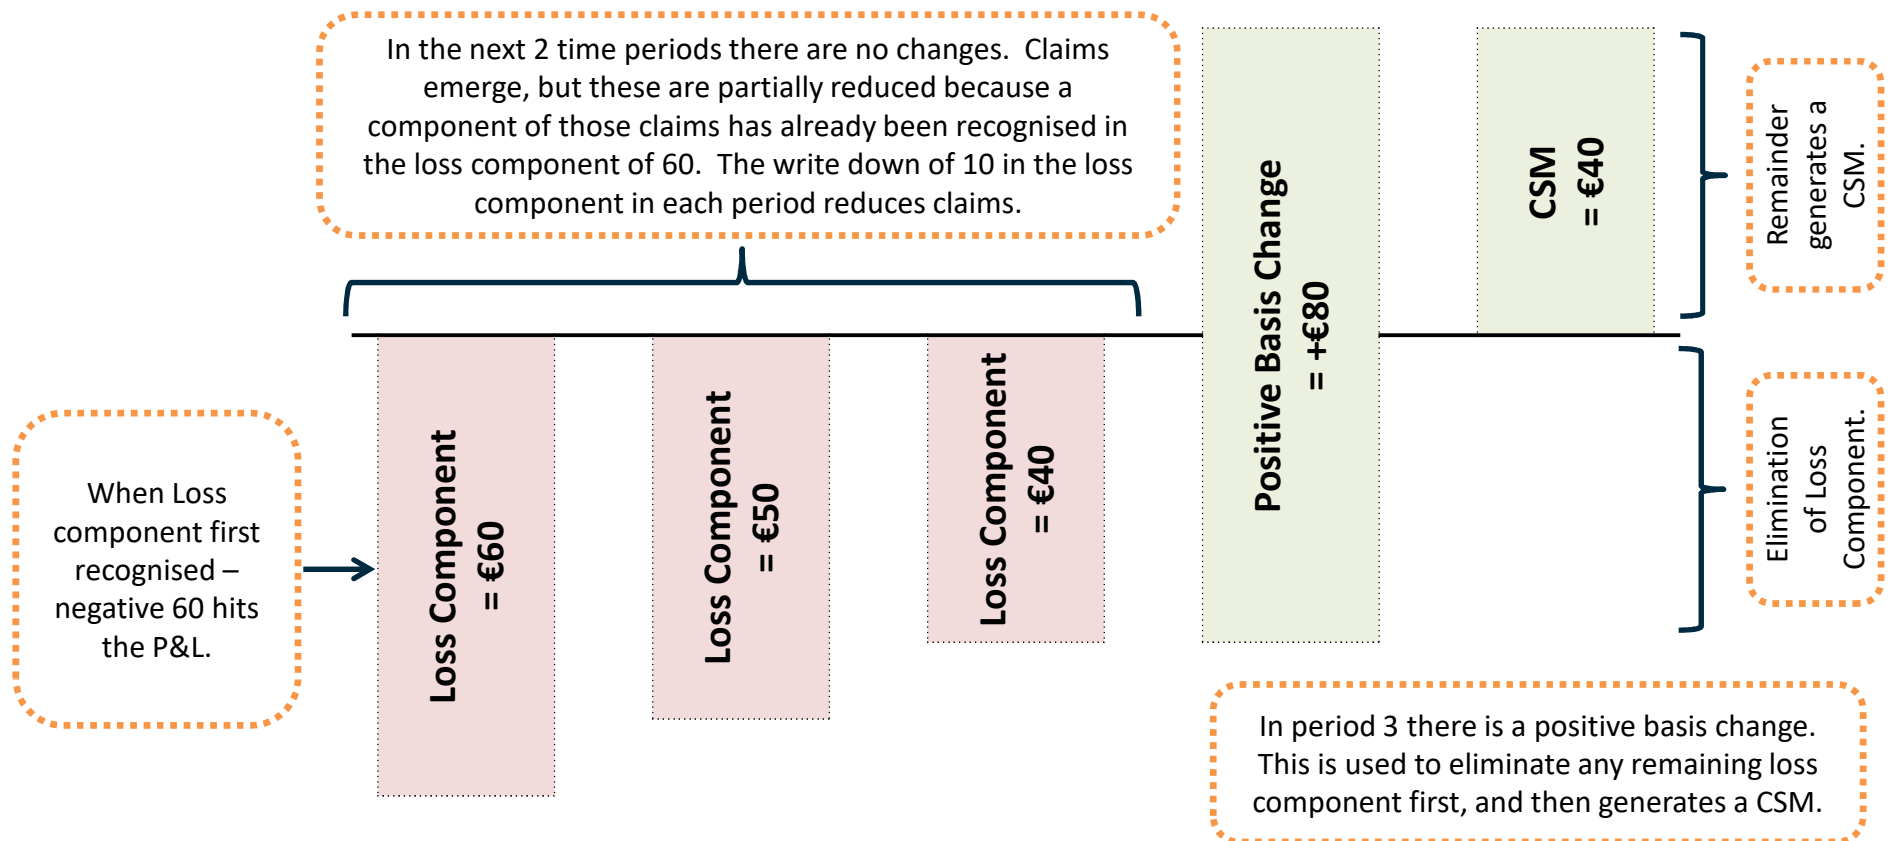 In the next 2 time periods there are no changes.  Claims
emerge, but these are partially reduced because a
component of those claims has already been recognised in
the loss component of 60.  The write down of 10 in the loss
component in each period reduces claims.
When Loss
component first
recognised –
negative 60 hits
the P&L.
Loss Component
= €60
Loss Component
= €50
Loss Component
= €40
Positive Basis Change
= +€80
CSM
= €40
Remainder
generates a
CSM.
Elimination
of Loss
Component.
In period 3 there is a positive basis change.
This is used to eliminate any remaining loss
component first, and then generates a CSM.